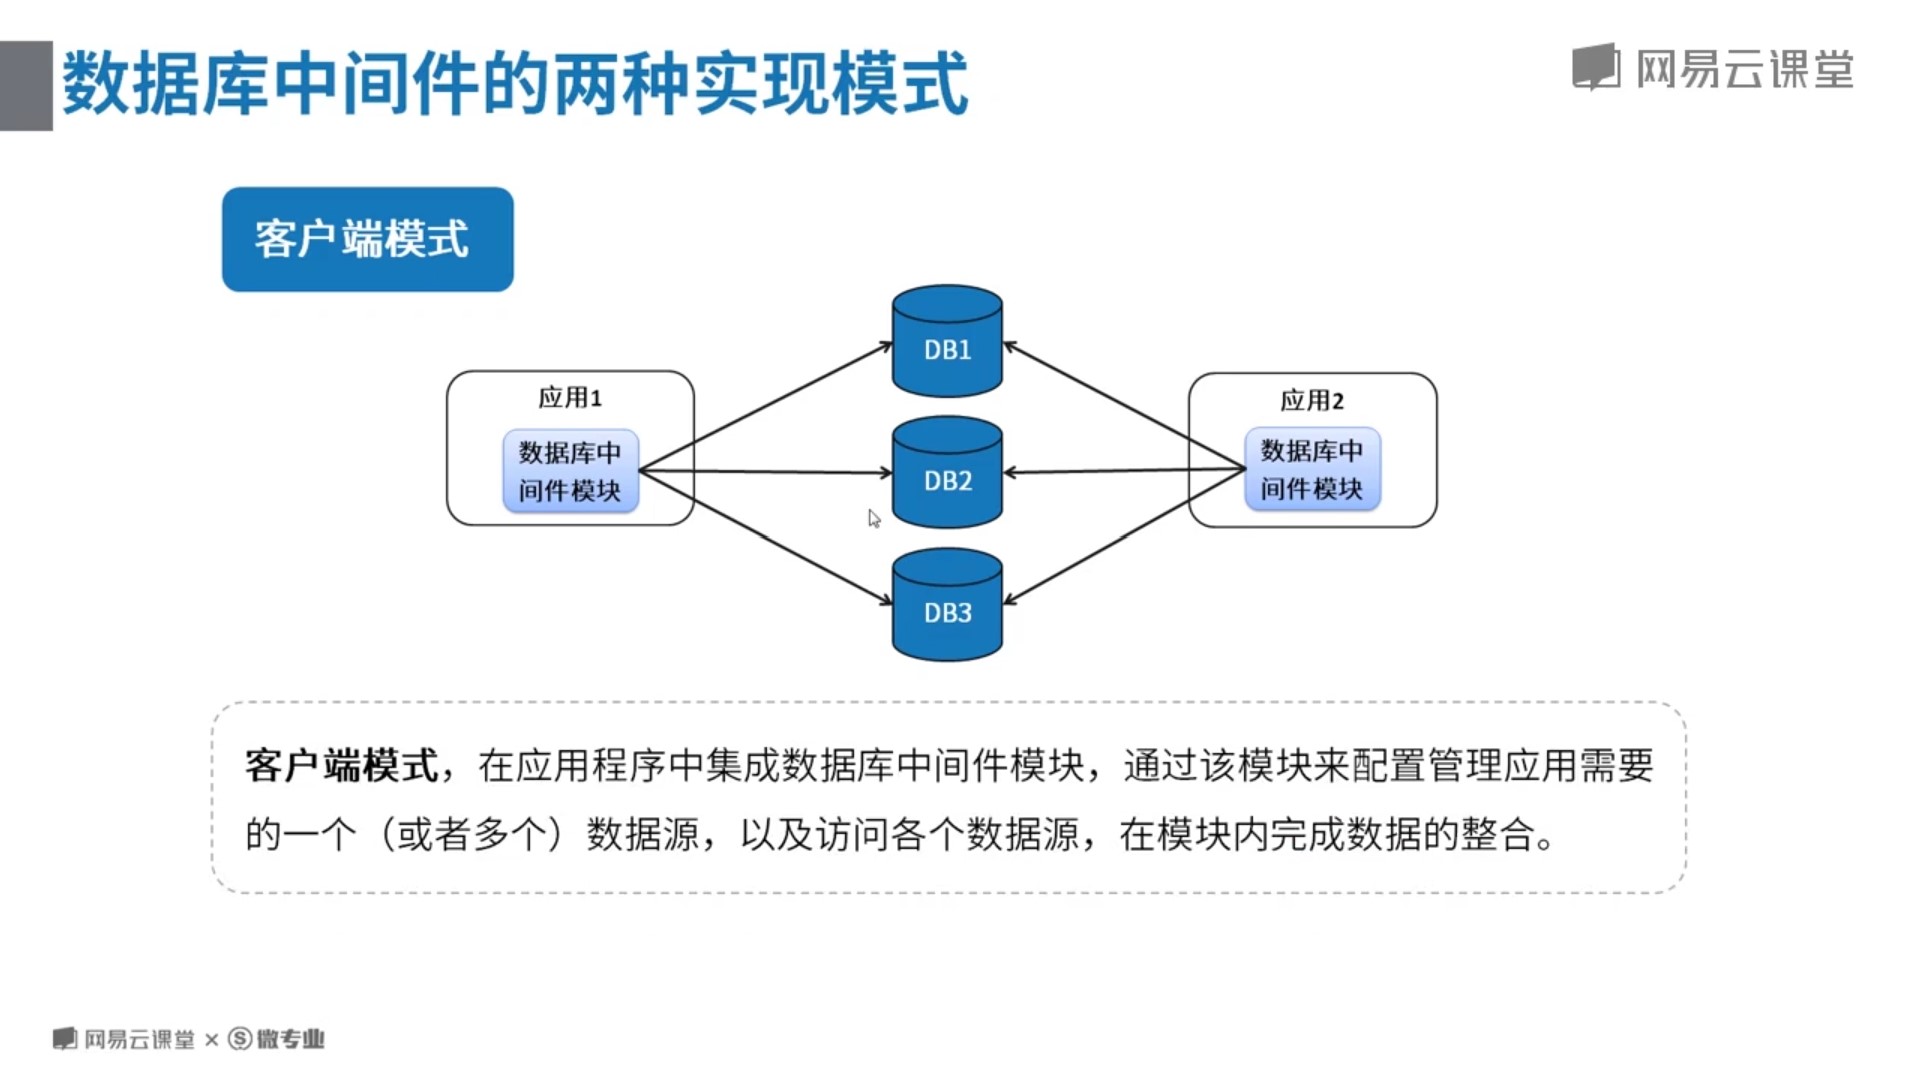 数据库中间件的两种实现模式
网易云课堂
客户端模式
DB1
应用1
应用2
数据库中
间件模块
DB2
数据库中
间件模块
DB3
客户端模式，在应用程序中集成数据库中间件模块，通过该模块来配置管理应用需要
的一个（或者多个）数据源，以及访问各个数据源，在模块内完成数据的整合。
网易云课堂 × Ⓢ微专业